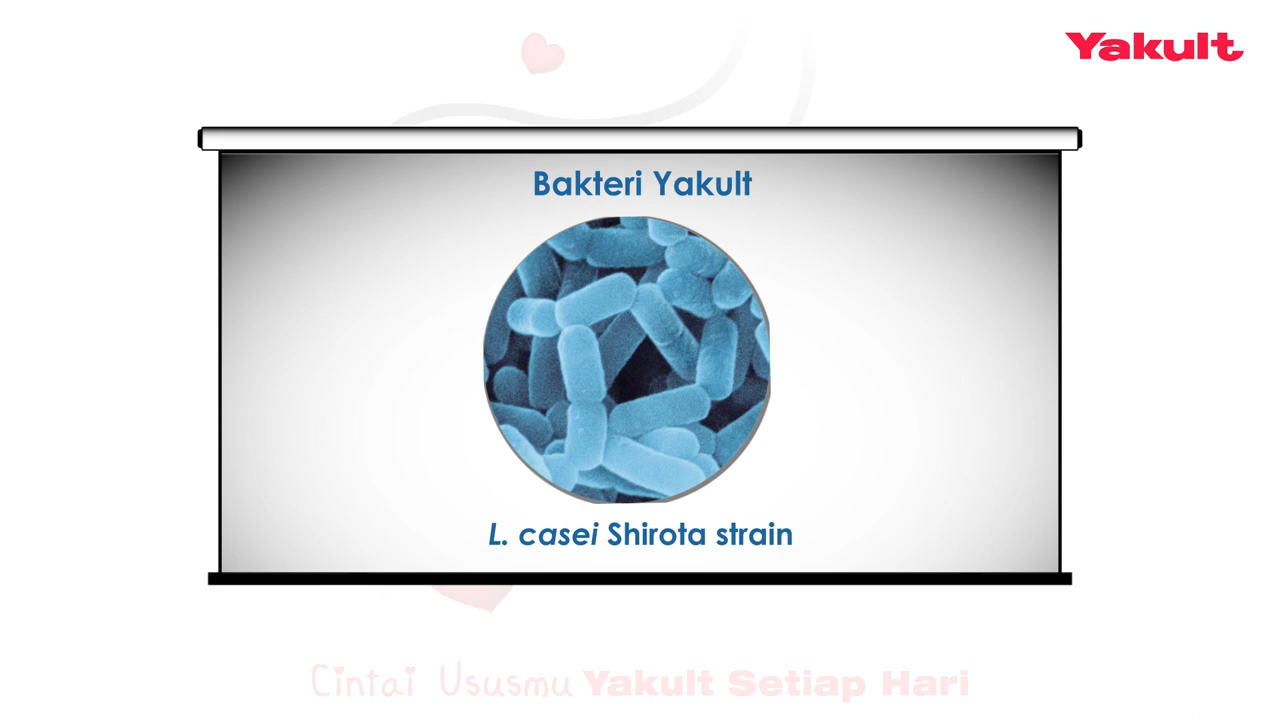 Yakult
Bakteri Yakult
L. casei Shirota strain
Cintai Ususmu Yakult Setiap Hari